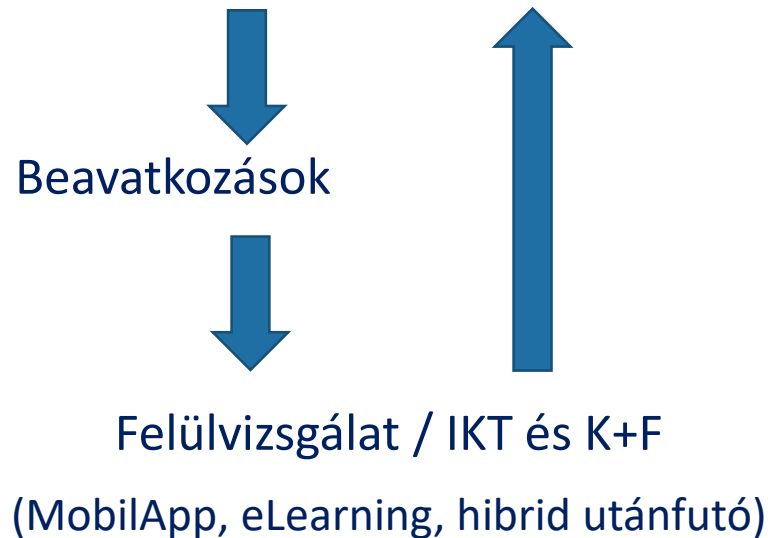 Beavatkozások
Felülvizsgálat / IKT és K+F
(MobilApp, eLearning, hibrid utánfutó)